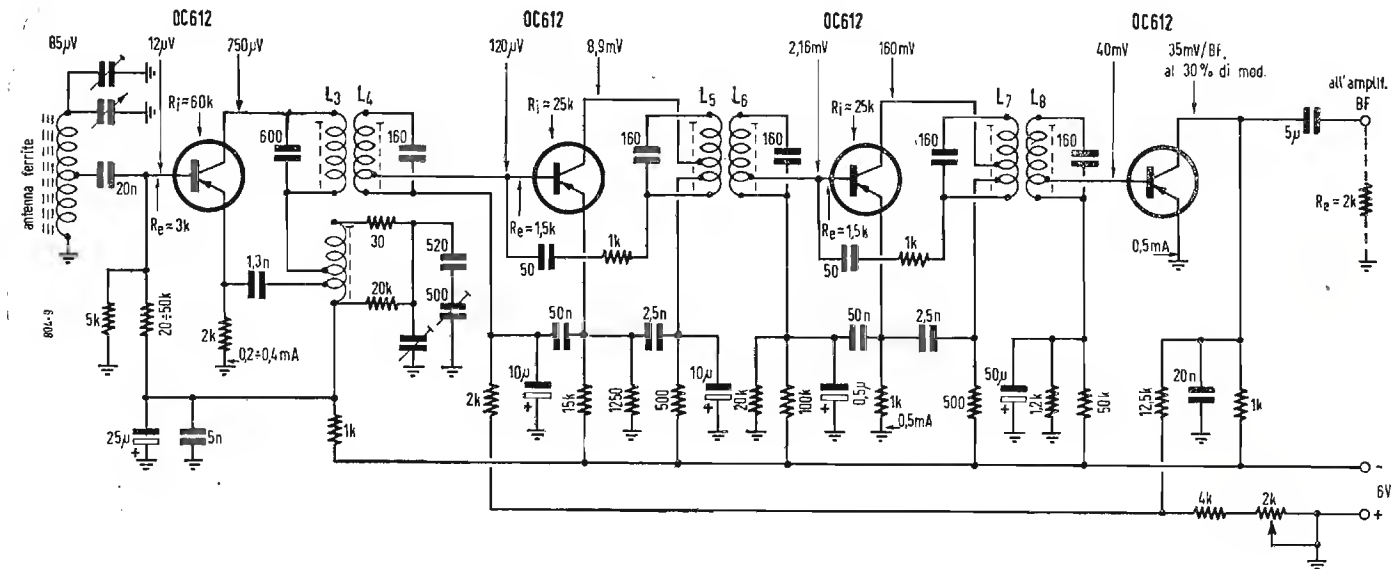 OC612
OC612
OC612
OC612
85µV
12µV
750µV
120µV
8,9mV
2,16mV
160mV
40mV
35mV/BF.
al 30% di mod.
all'amplif.
BF
antenna ferrite
20n
Ri=60k
Re=3k
600
L3
L4
160
Ri=25k
Re=1,5k
50
1k
160
L5
L6
160
Ri=25k
Re=1,5k
50
1k
160
L7
L8
160
0,5mA
5µ
Re=2k
804-9
5k
20÷50k
1,3n
2k
0,2÷0,4mA
30
20k
520
500
25µ
+
5n
1k
2k
10µ
+
50n
15k
1250
2,5n
500
10µ
+
20k
100k
0,5µ
+
50n
1k
0,5mA
2,5n
500
50µ
+
1,2k
50k
12,5k
20n
1k
-
6V
+
4k
2k